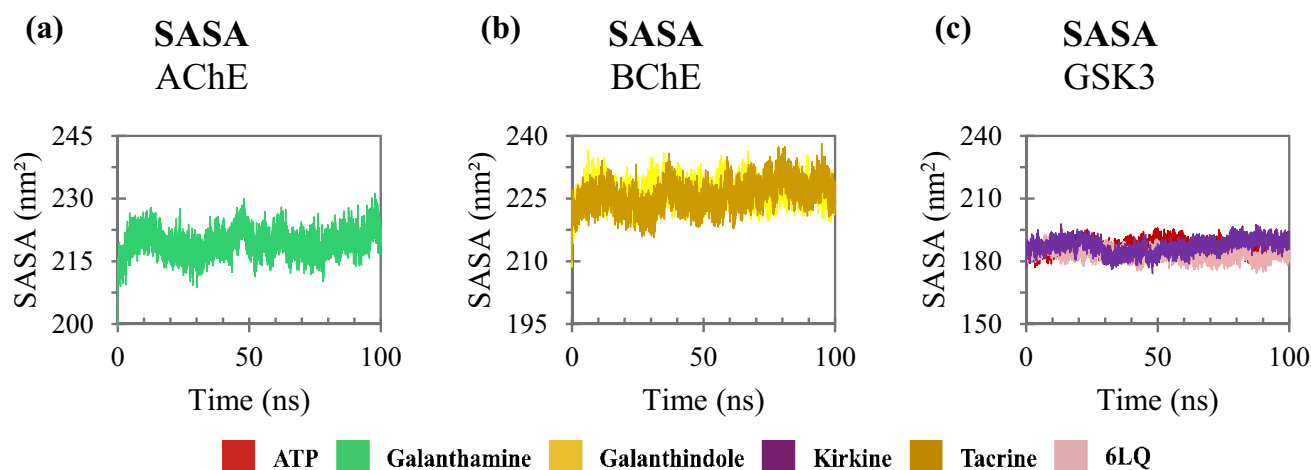 (a) SASA
AChE
SASA (nm²)
245
230
215
200
0 50 100
Time (ns)
(b) SASA
BChE
SASA (nm²)
240
225
210
195
0 50 100
Time (ns)
(c) SASA
GSK3
SASA (nm²)
240
210
180
150
0 50 100
Time (ns)
ATP Galanthamine Galanthindole Kirkine Tacrine 6LQ